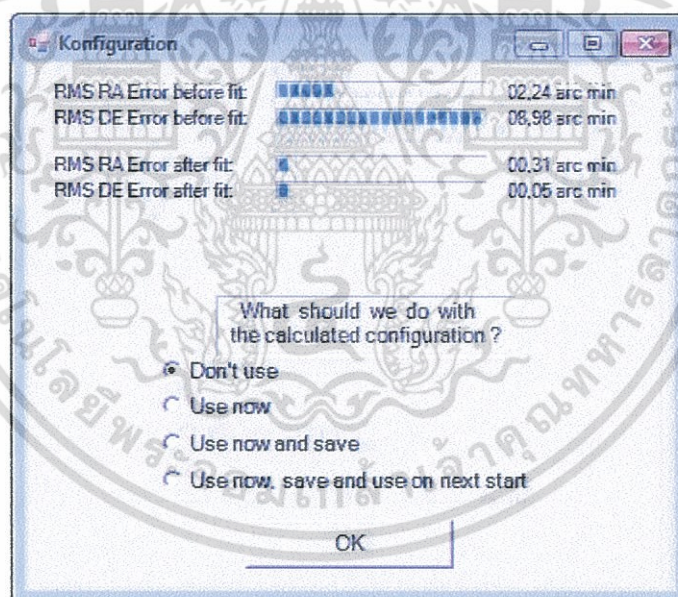 Konfiguration
RMS RA Error before fit: 02,24 arc min
RMS DE Error before fit: 08,98 arc min
RMS RA Error after fit: 00,31 arc min
RMS DE Error after fit: 00,05 arc min
What should we do with
the calculated configuration ?
Don't use
Use now
Use now and save
Use now, save and use on next start
OK